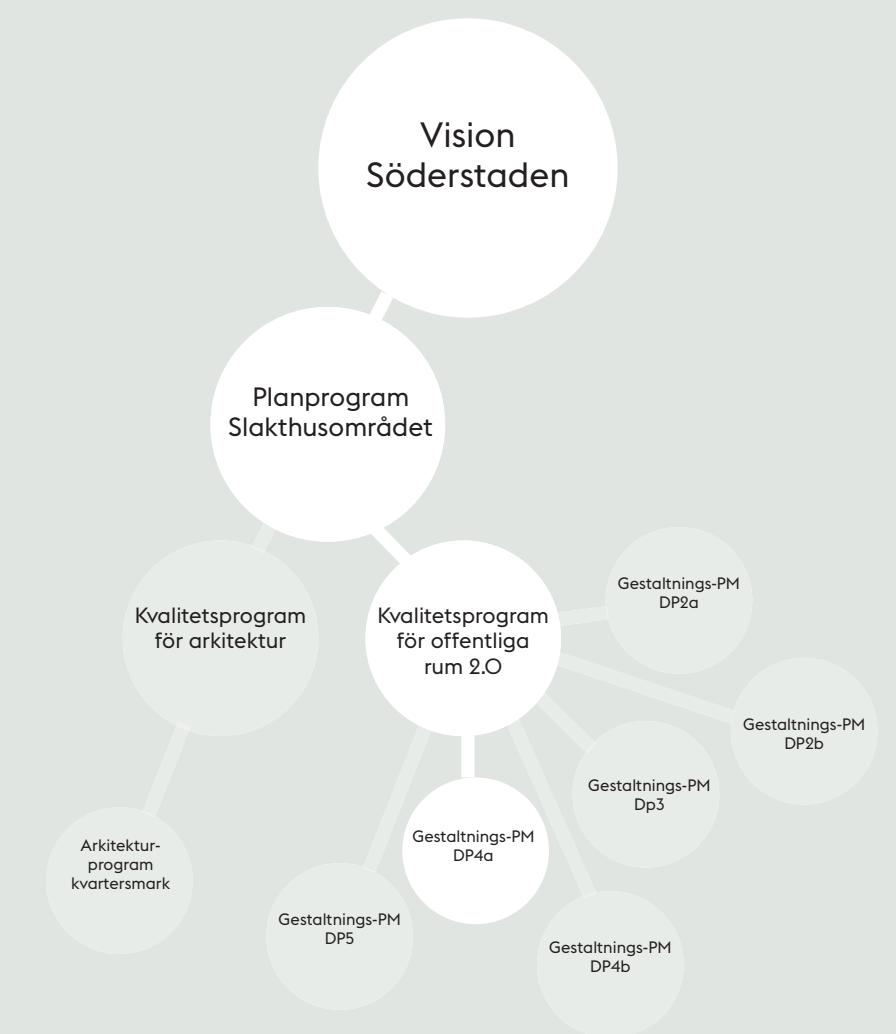 Vision
Söderstaden
Planprogram
Slakthusområdet
Kvalitetsprogram
för arkitektur
Kvalitetsprogram
för offentliga
rum 2.0
Gestaltnings-PM
DP2a
Gestaltnings-PM
DP2b
Gestaltnings-PM
Dp3
Gestaltnings-PM
DP4a
Arkitektur-
program
kvartersmark
Gestaltnings-PM
DP5
Gestaltnings-PM
DP4b